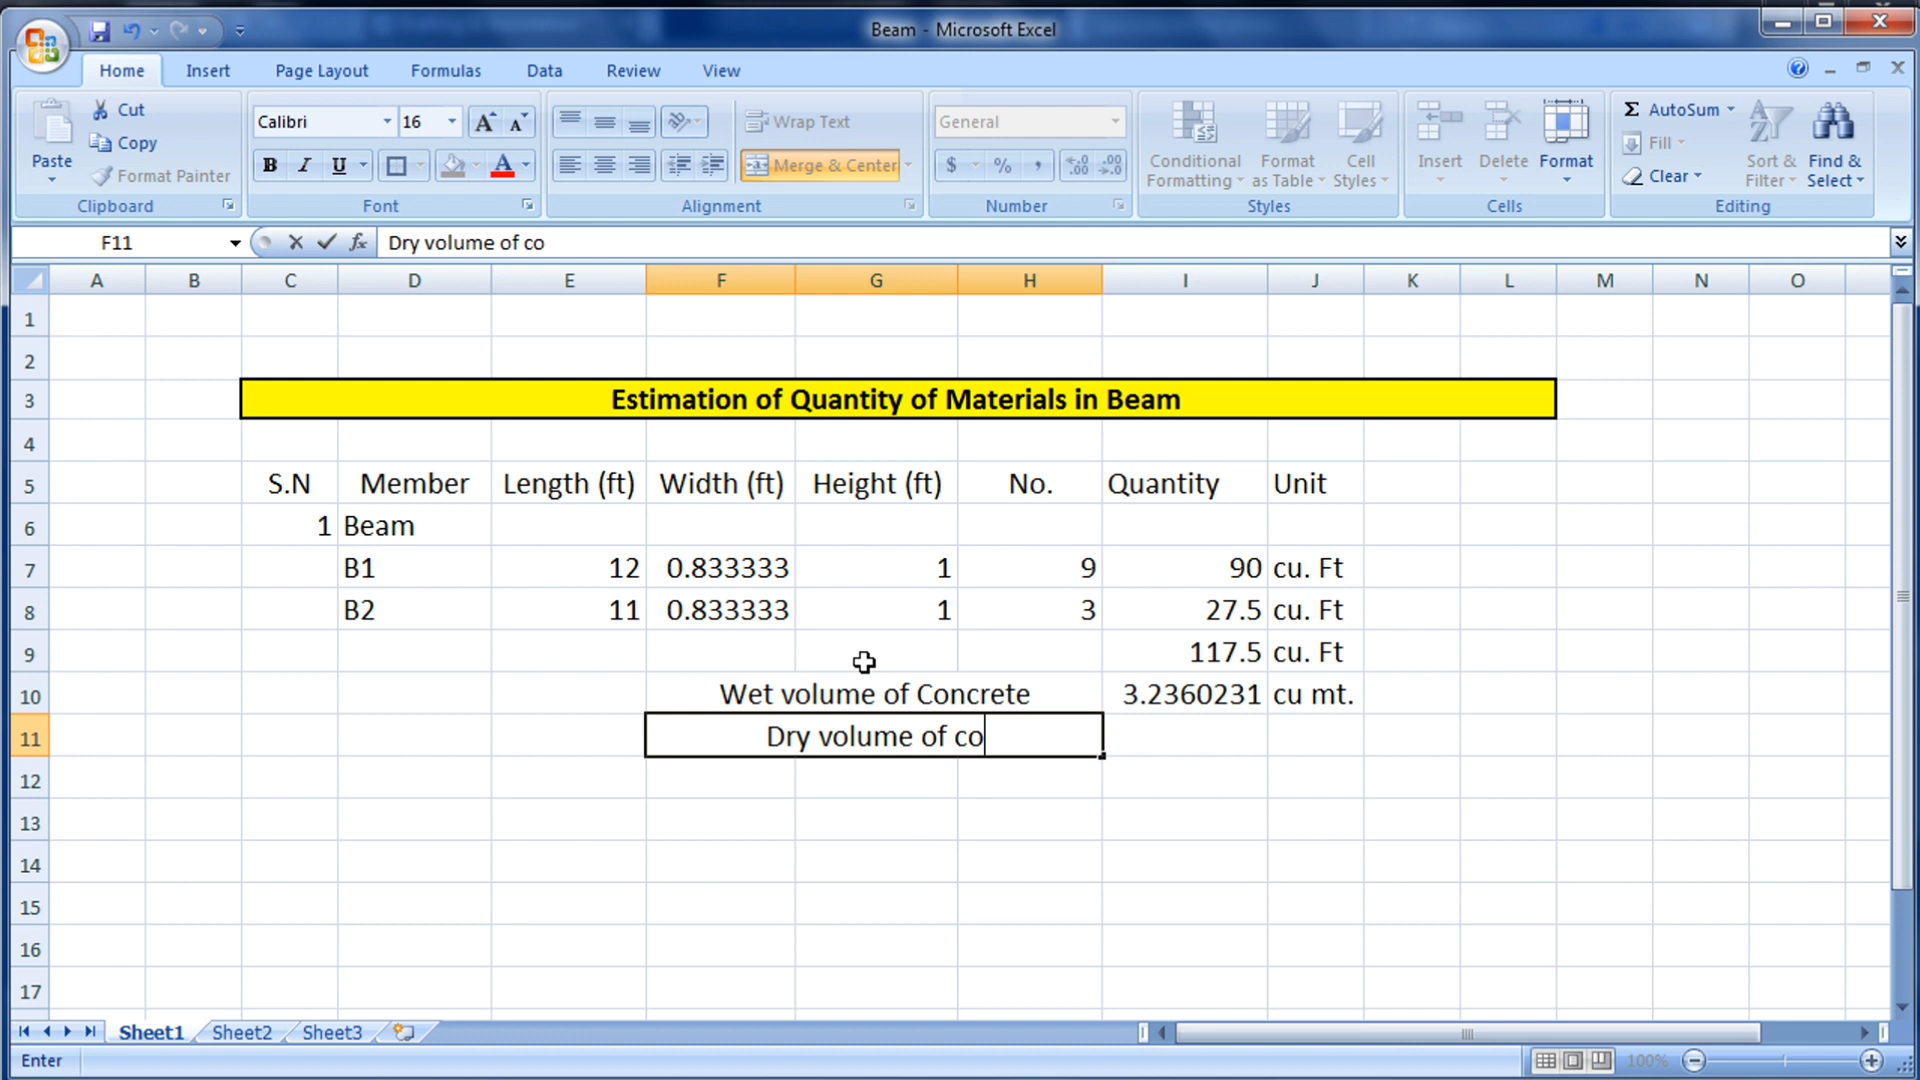 Beam - Microsoft Excel
Home Insert Page Layout Formulas Data Review View
Paste Cut Copy Format Painter Clipboard
Calibri 16 B I U A Font
Wrap Text Merge & Center Alignment
General $ % , Number
Conditional Formatting Format as Table Cell Styles Styles
Insert Delete Format Cells
Σ AutoSum Fill Clear Sort & Filter Find & Select Editing
F11 fx Dry volume of co
A B C D E F G H I J K L M N O
1
2
3 Estimation of Quantity of Materials in Beam
4
5 S.N Member Length (ft) Width (ft) Height (ft) No. Quantity Unit
6 1 Beam
7 B1 12 0.833333 1 9 90 cu. Ft
8 B2 11 0.833333 1 3 27.5 cu. Ft
9 117.5 cu. Ft
10 Wet volume of Concrete 3.2360231 cu mt.
11 Dry volume of co
12
13
14
15
16
17
Sheet1 Sheet2 Sheet3
Enter 100%